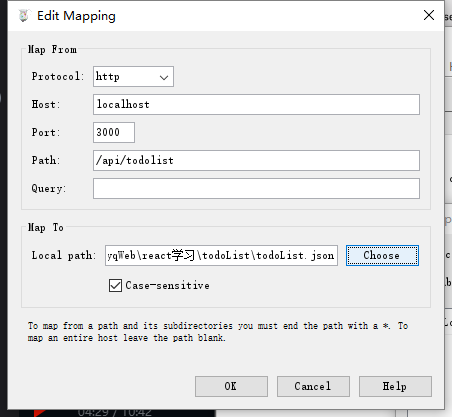 Edit Mapping
Map From
Protocol: http
Host: localhost
Port: 3000
Path: /api/todolist
Query:
Map To
Local path: yqWeb\react学习\todoList\todoList.json Choose
Case-sensitive
To map from a path and its subdirectories you must end the path with a *. To
map an entire host leave the path blank.
OK Cancel Help
04:29 / 10:42